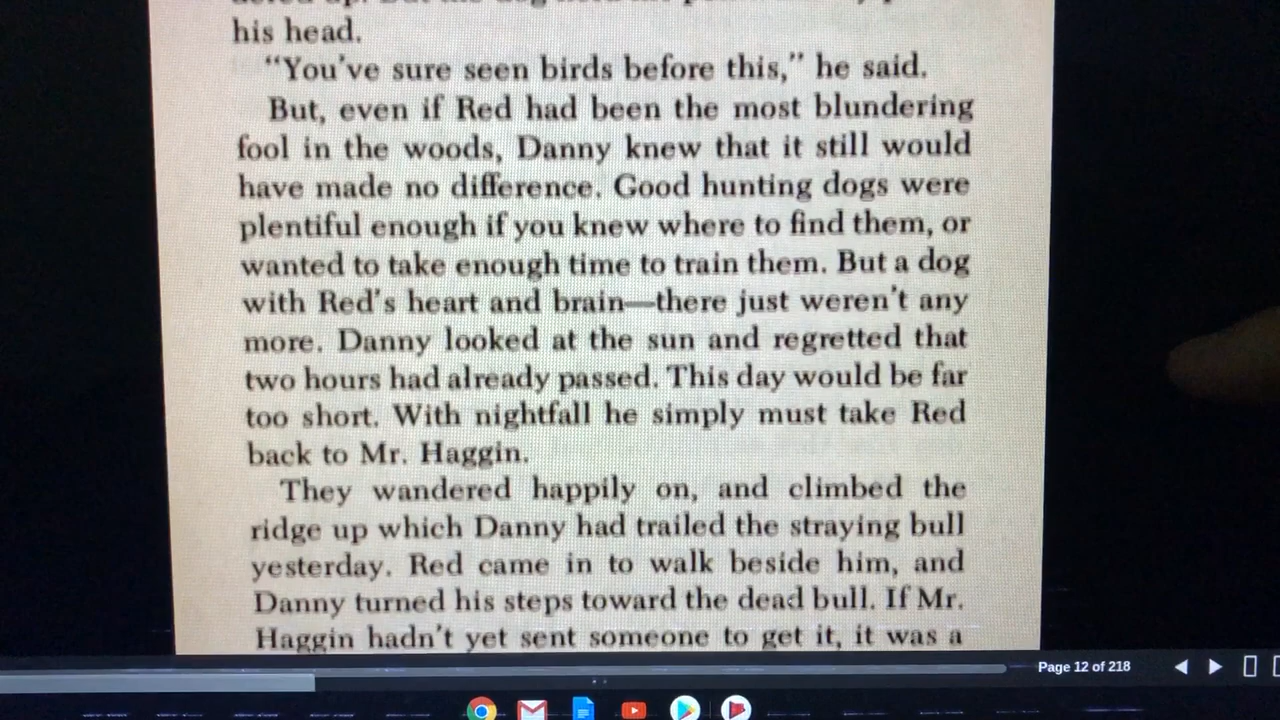 his head.
“You’ve sure seen birds before this,” he said.
But, even if Red had been the most blundering
fool in the woods, Danny knew that it still would
have made no difference. Good hunting dogs were
plentiful enough if you knew where to find them, or
wanted to take enough time to train them. But a dog
with Red’s heart and brain—there just weren’t any
more. Danny looked at the sun and regretted that
two hours had already passed. This day would be far
too short. With nightfall he simply must take Red
back to Mr. Haggin.
They wandered happily on, and climbed the
ridge up which Danny had trailed the straying bull
yesterday. Red came in to walk beside him, and
Danny turned his steps toward the dead bull. If Mr.
Haggin hadn’t yet sent someone to get it, it was a
Page 12 of 218